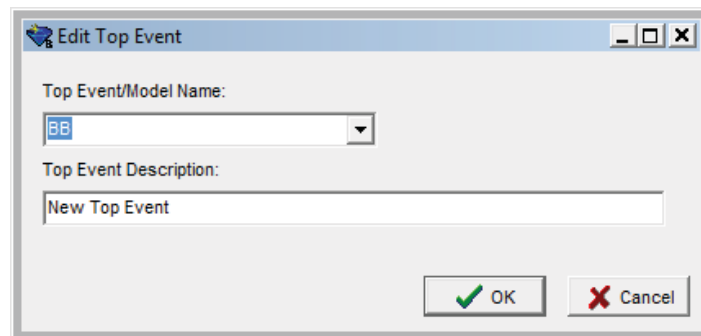 Edit Top Event
Top Event/Model Name:
BB
Top Event Description:
New Top Event
OK Cancel